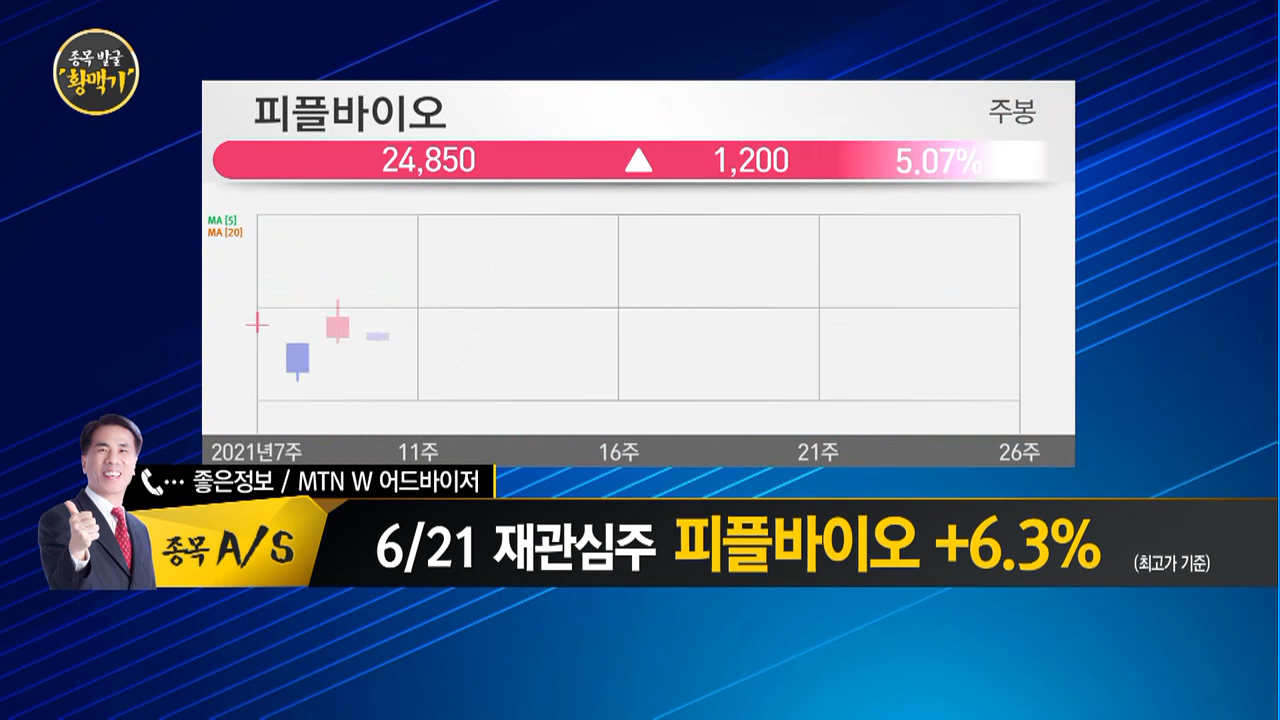 종목 발굴
'황맥기'
피플바이오
주봉
24,850 ▲ 1,200 5.07%
MA [5]
MA [20]
2021년7주 11주 16주 21주 26주
… 좋은정보 / MTN W 어드바이저
종목 A/S
6/21 재관심주 피플바이오 +6.3% (최고가 기준)